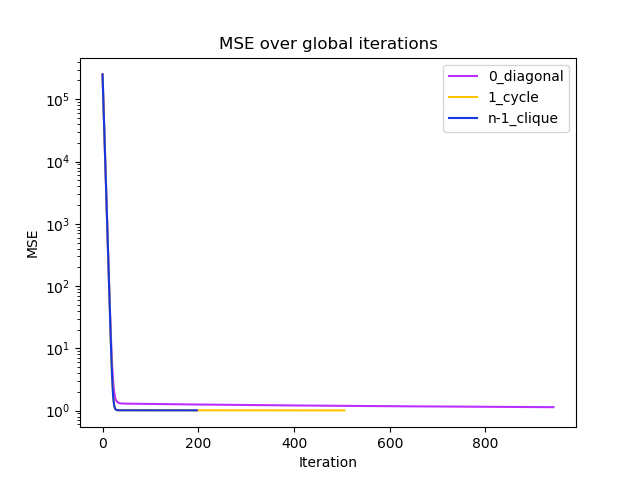 MSE over global iterations
0_diagonal
1_cycle
n-1_clique
10^5
10^4
10^3
10^2
10^1
10^0
MSE
0 200 400 600 800
Iteration